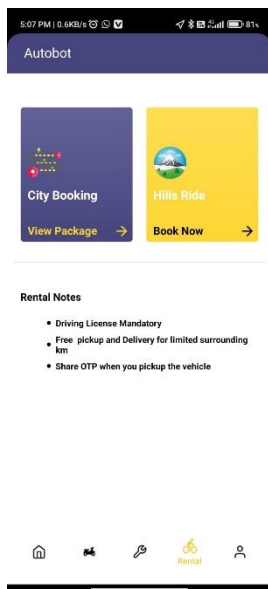 5:07 PM | 0.6KB/s
81%
Autobot
City Booking
Hills Ride
View Package
Book Now
Rental Notes
Driving License Mandatory
Free pickup and Delivery for limited surrounding
km
Share OTP when you pickup the vehicle
Rental